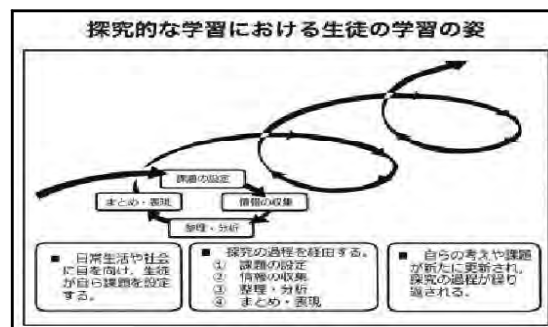 探究的な学習における生徒の学習の姿
課題の設定
まとめ・表現
情報の収集
整理・分析
■ 日常生活や社会
に目を向け、生徒
が自ら課題を設定
する。
■ 探究の過程を経由する。
① 課題の設定
② 情報の収集
③ 整理・分析
④ まとめ・表現
■ 自らの考えや課題
が新たに更新され、
探究の過程が繰り
返される。